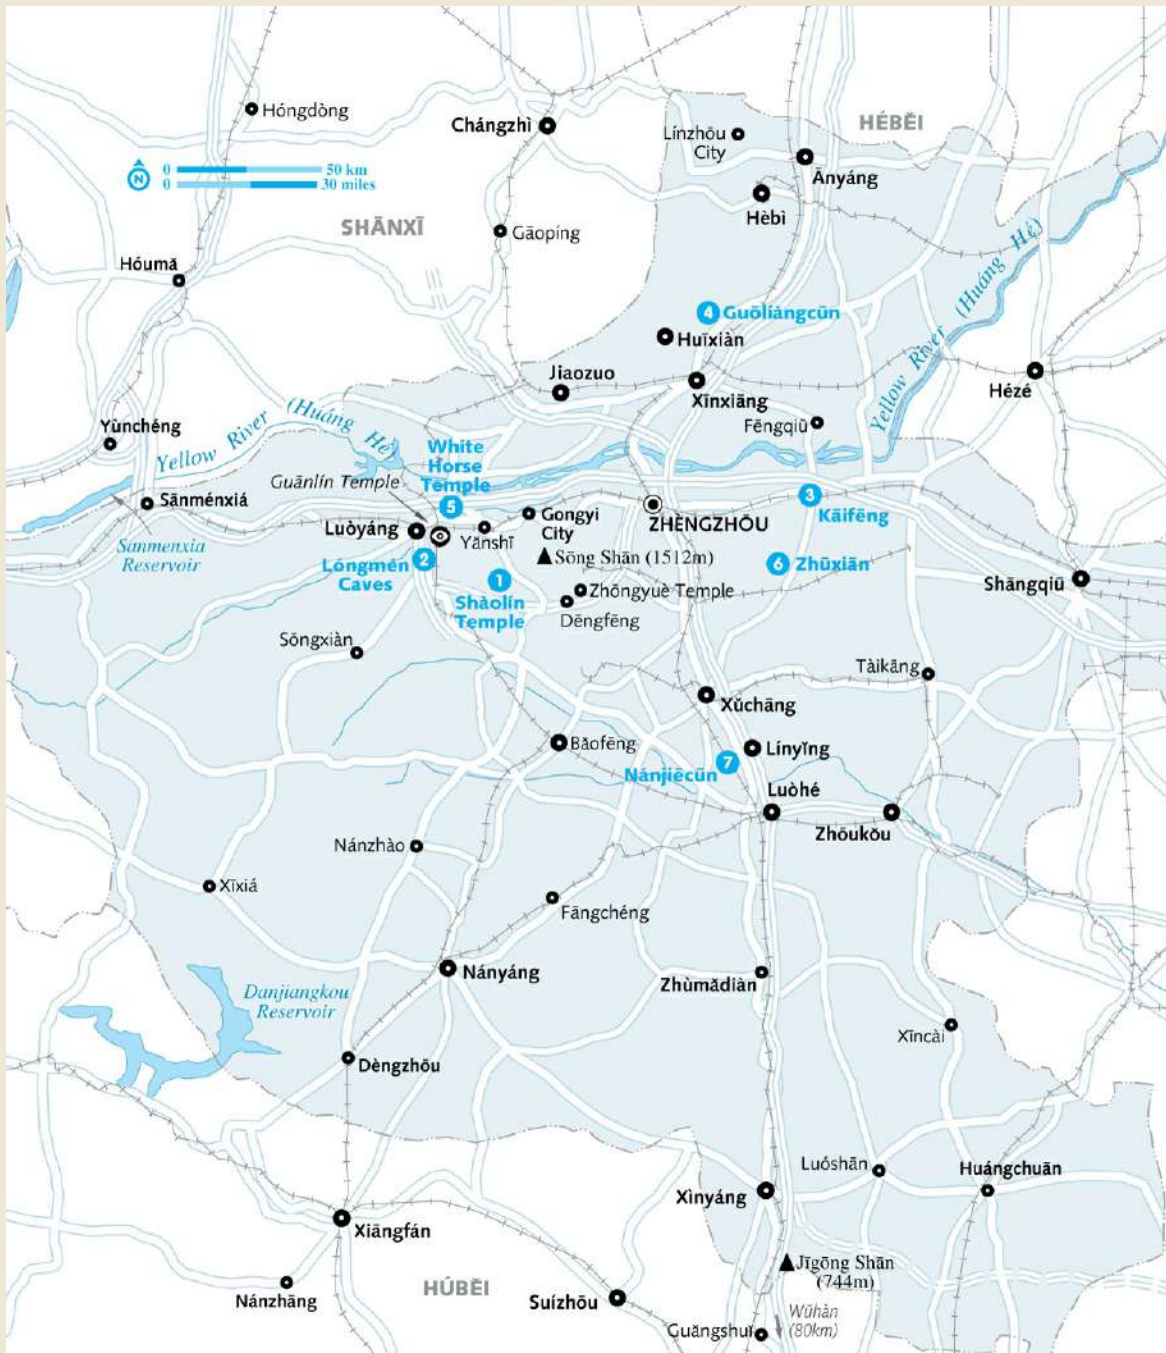 Hóngdòng
Chángzhì
Línzhōu
City
HÉBĚI
Ānyáng
0 50 km
0 30 miles
N
Hèbì
SHĀNXĪ
Gāopíng
Hóumǎ
Yellow River (Huáng Hé)
4 Guōliàngcūn
Huīxiàn
Jiaozuo
Xīnxiāng
Hézé
Fēngqiū
Yùnchéng
Yellow River (Huáng Hé)
White
Horse
Temple
5
Guānlín Temple
Sānménxiá
Gongyi
City
ZHÈNGZHŌU
3
Kāifēng
Luòyáng
Yǎnshī
Sanmenxia
Reservoir
Sōng Shān (1512m)
2
Lóngmén
Caves
6 Zhūxiān
Shāngqiū
1
Shàolín
Temple
Zhōngyuè Temple
Dēngfēng
Sōngxiàn
Tàikāng
Xǔchāng
Bǎofēng
Línyǐng
7
Nánjiēcūn
Luòhé
Zhōukǒu
Nánzhào
Xīxiá
Fāngchéng
Nányáng
Zhùmǎdiàn
Danjiangkou
Reservoir
Xīncài
Dèngzhōu
Luóshān
Huángchuān
Xìnyáng
Xiāngfán
Jīgōng Shān
(744m)
HÚBĚI
Nánzhāng
Suízhōu
Wǔhàn
(80km)
Guǎngshuǐ